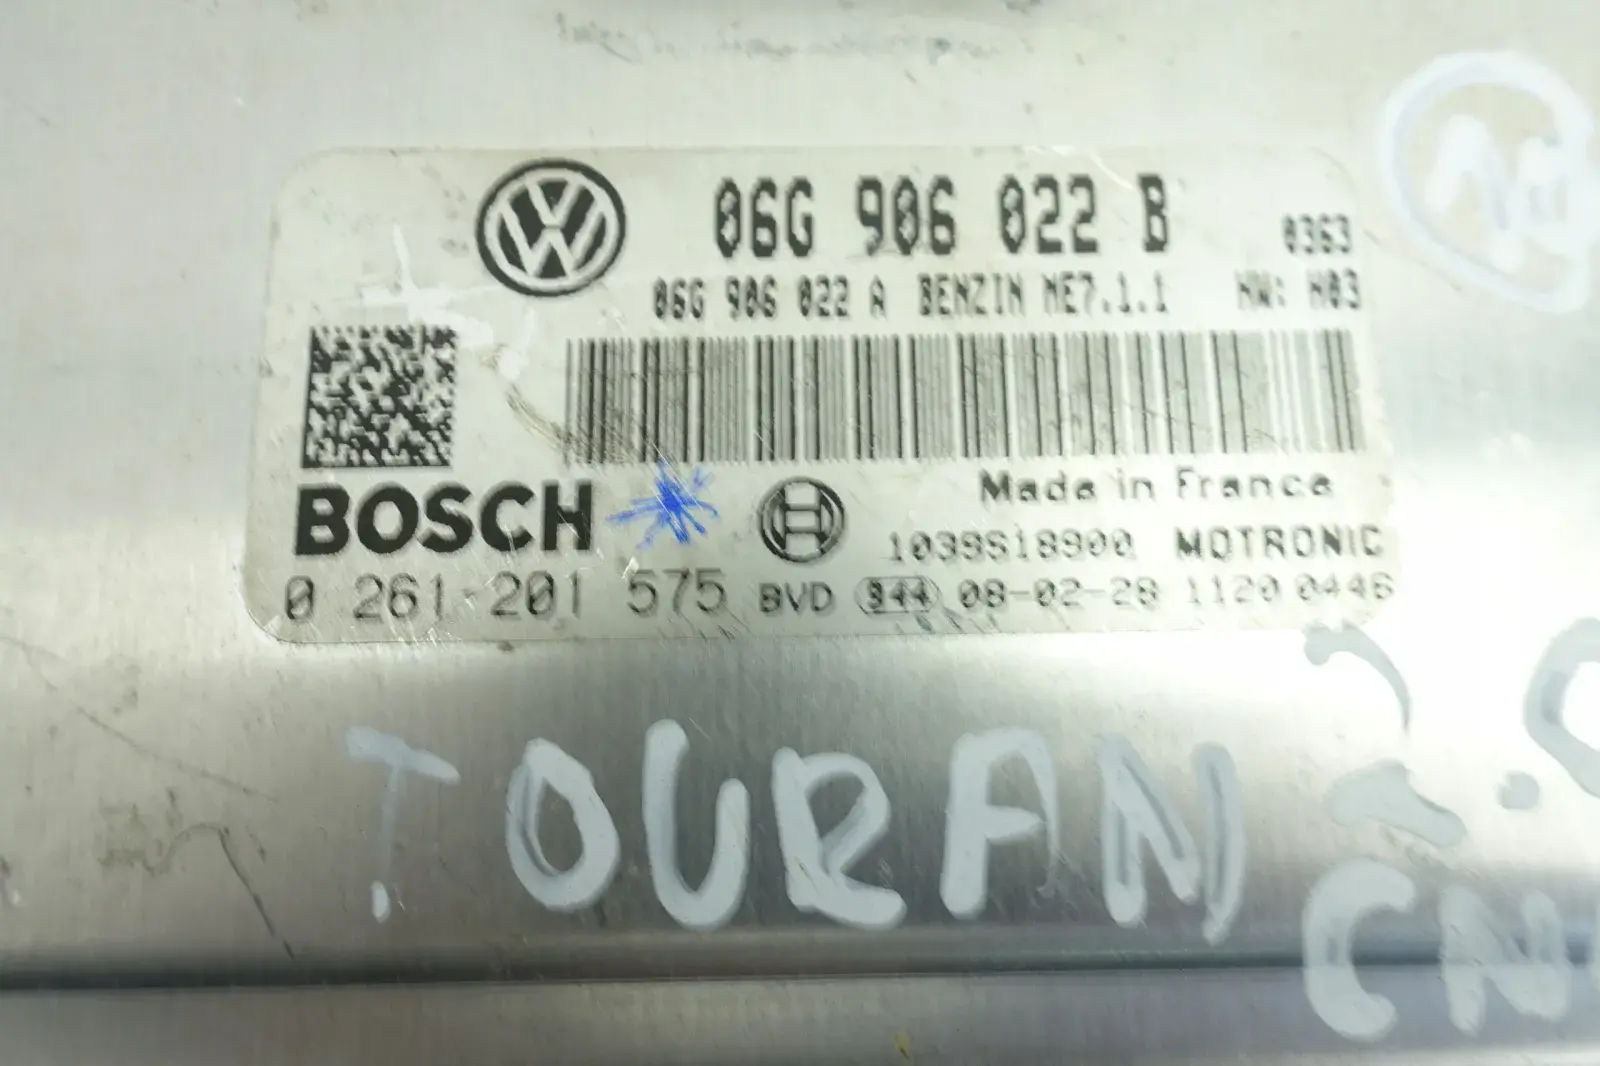 06G 906 022 B 0363
06G 906 022 A BENZIN ME7.1.1 HW: H03
BOSCH
Made in France
1039S18900 MOTRONIC
0 261 201 575 BVD 344 08-02-28 1120 0446
TOURAN